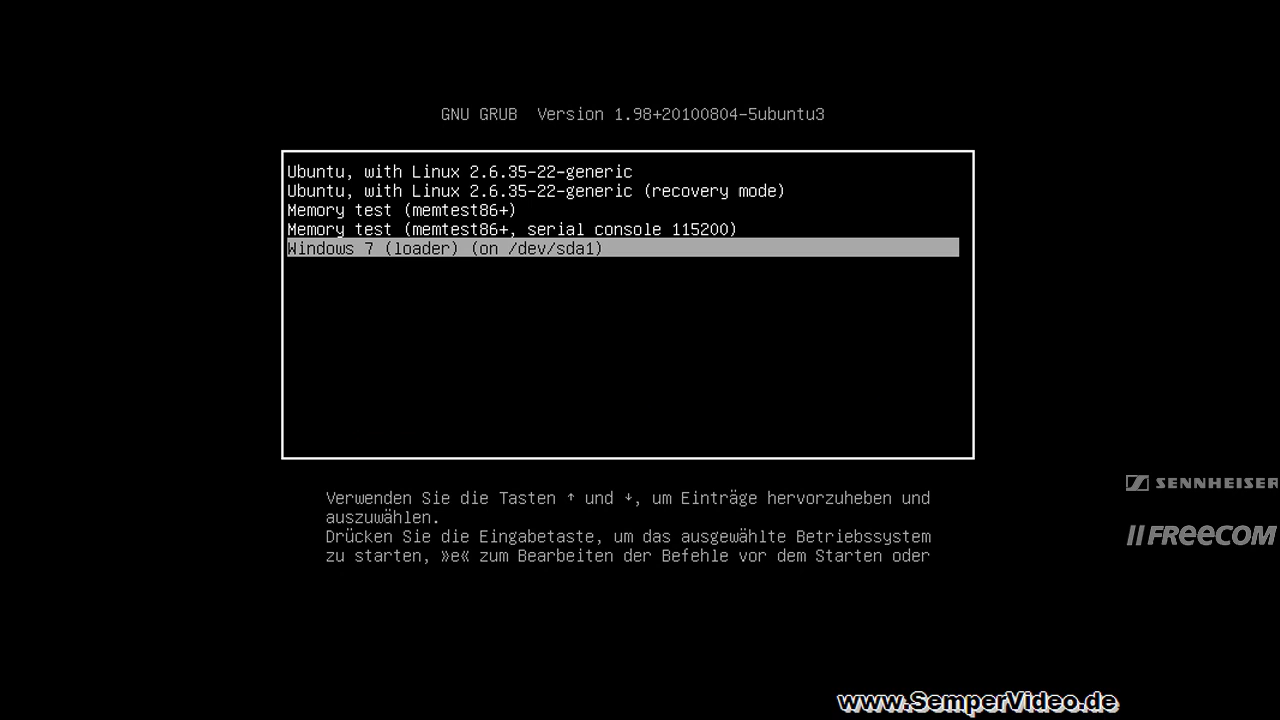 GNU GRUB  Version 1.98+20100804-5ubuntu3
Ubuntu, with Linux 2.6.35-22-generic
Ubuntu, with Linux 2.6.35-22-generic (recovery mode)
Memory test (memtest86+)
Memory test (memtest86+, serial console 115200)
Windows 7 (loader) (on /dev/sda1)
Verwenden Sie die Tasten ↑ und ↓, um Einträge hervorzuheben und
auszuwählen.
Drücken Sie die Eingabetaste, um das ausgewählte Betriebssystem
zu starten, »e« zum Bearbeiten der Befehle vor dem Starten oder
SENNHEISER
FREECOM
www.SemperVideo.de